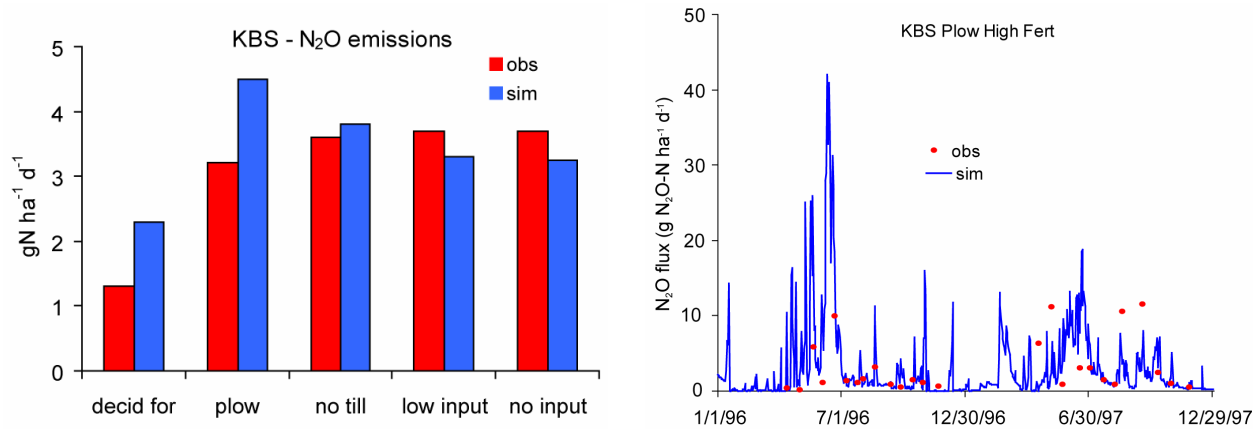 KBS - N₂O emissions
obs
sim
gN ha⁻¹ d⁻¹
5
4
3
2
1
0
decid for plow no till low input no input
KBS Plow High Fert
obs
sim
N₂O flux (g N₂O-N ha⁻¹ d⁻¹)
50
40
30
20
10
0
1/1/96 7/1/96 12/30/96 6/30/97 12/29/97